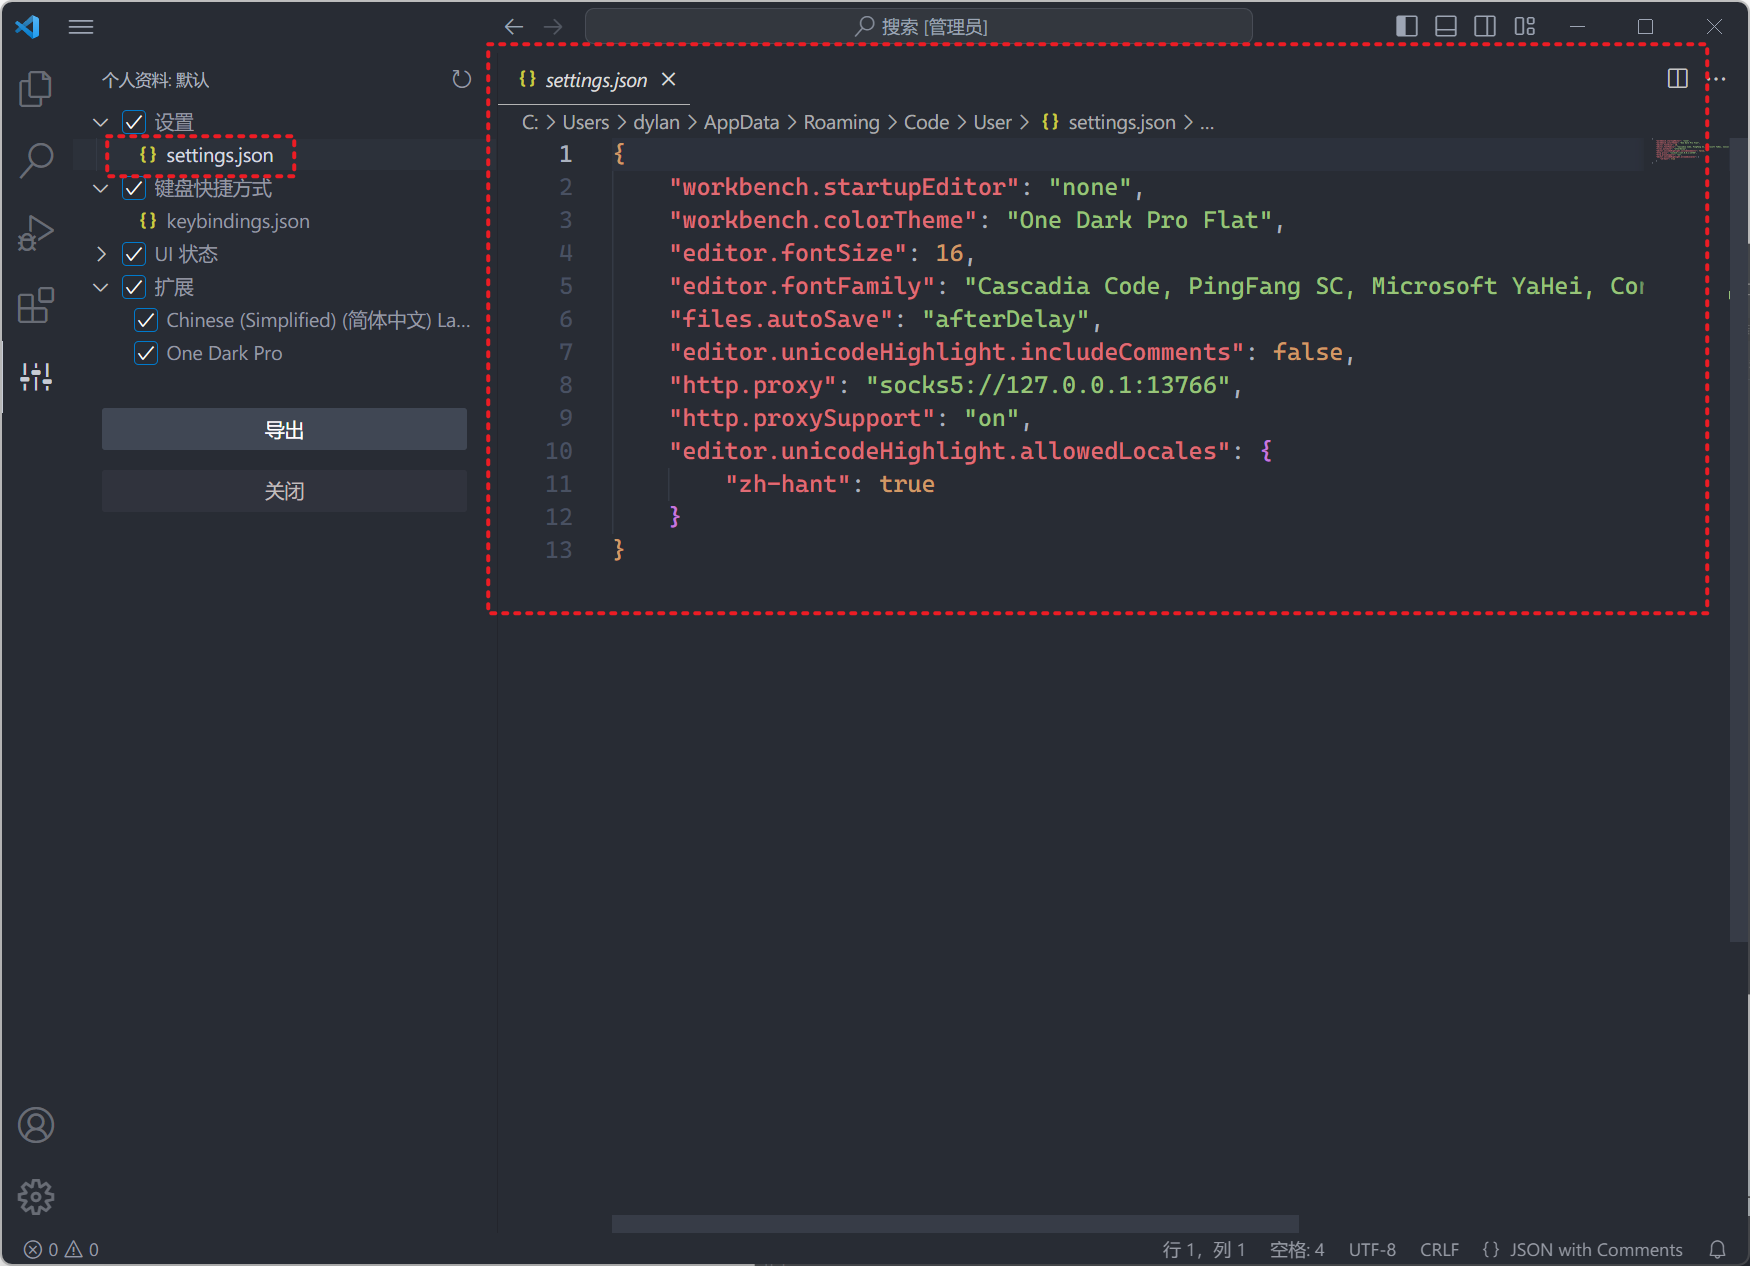 搜索 [管理员]
个人资料: 默认
设置
{} settings.json
键盘快捷方式
{} keybindings.json
UI 状态
扩展
Chinese (Simplified) (简体中文) La...
One Dark Pro
导出
关闭
{} settings.json
C: > Users > dylan > AppData > Roaming > Code > User > {} settings.json > ...
1 {
2 "workbench.startupEditor": "none",
3 "workbench.colorTheme": "One Dark Pro Flat",
4 "editor.fontSize": 16,
5 "editor.fontFamily": "Cascadia Code, PingFang SC, Microsoft YaHei,
6 "files.autoSave": "afterDelay",
7 "editor.unicodeHighlight.includeComments": false,
8 "http.proxy": "socks5://127.0.0.1:13766",
9 "http.proxySupport": "on",
10 "editor.unicodeHighlight.allowedLocales": {
11 "zh-hant": true
12 }
13 }
0 0
行 1，列 1 空格: 4 UTF-8 CRLF {} JSON with Comments